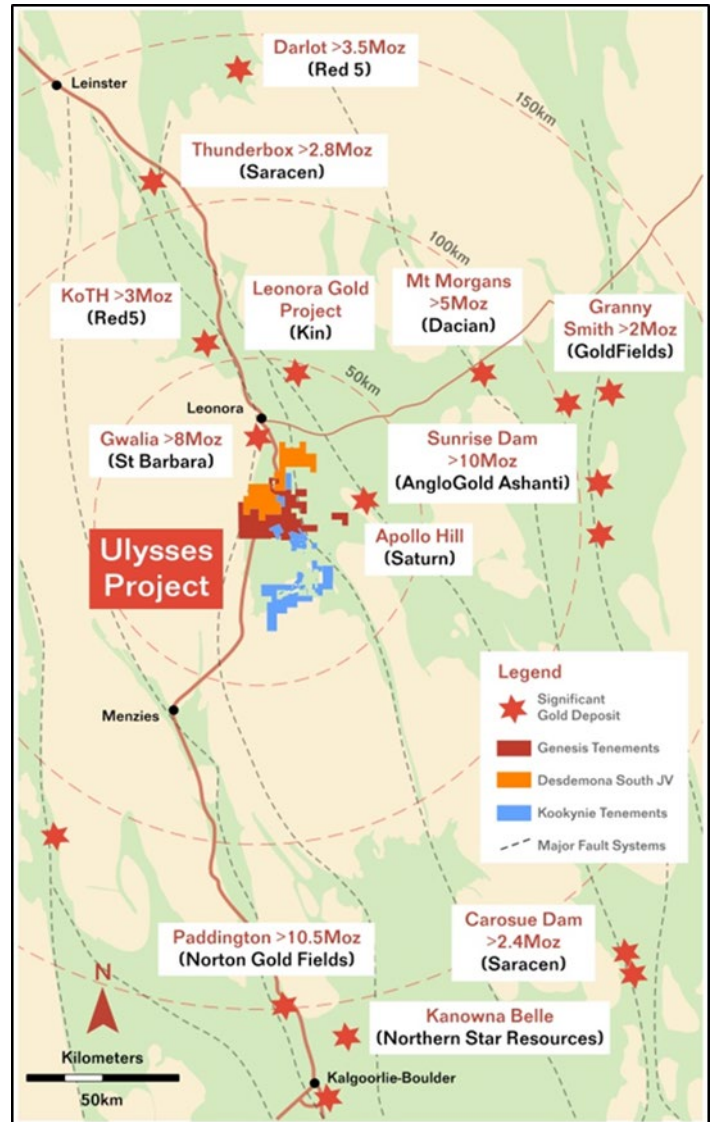 Darlot >3.5Moz
(Red 5)
Leinster
150km
Thunderbox >2.8Moz
(Saracen)
100km
KoTH >3Moz
(Red5)
Leonora Gold
Project
(Kin)
Mt Morgans
>5Moz
(Dacian)
Granny
Smith >2Moz
(GoldFields)
50km
Leonora
Gwalia >8Moz
(St Barbara)
Sunrise Dam
>10Moz
(AngloGold Ashanti)
Apollo Hill
(Saturn)
Ulysses
Project
Legend
Significant
Gold Deposit
Genesis Tenements
Desdemona South JV
Kookynie Tenements
Major Fault Systems
Menzies
Paddington >10.5Moz
(Norton Gold Fields)
Carosue Dam
>2.4Moz
(Saracen)
Kanowna Belle
(Northern Star Resources)
N
Kilometers
50km
Kalgoorlie-Boulder